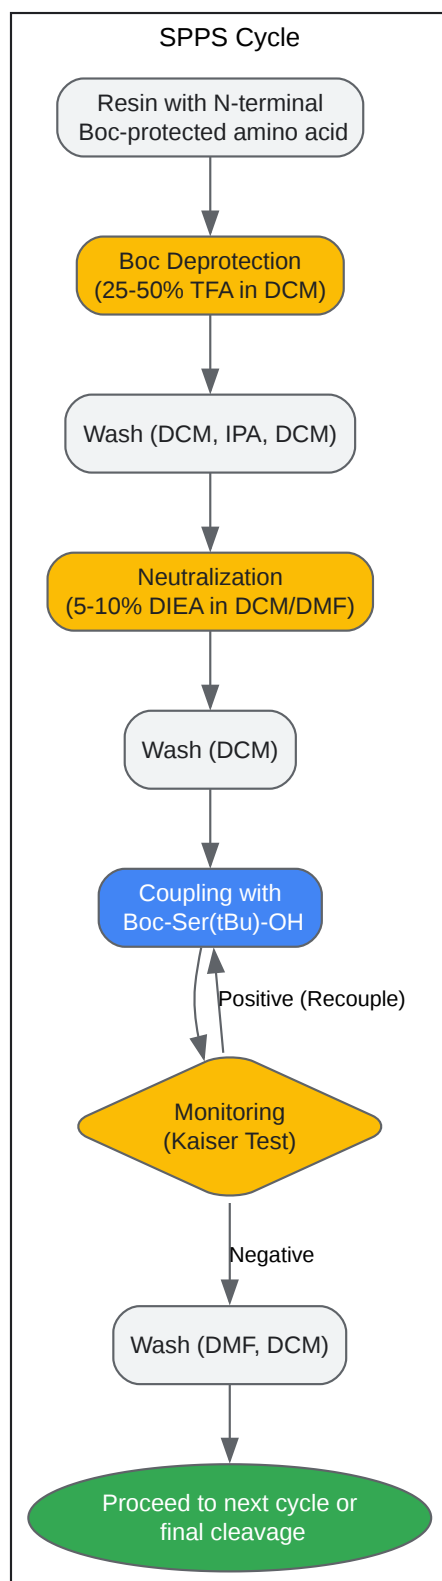 SPPS Cycle
Resin with N-terminal
Boc-protected amino acid
Boc Deprotection
(25-50% TFA in DCM)
Wash (DCM, IPA, DCM)
Neutralization
(5-10% DIEA in DCM/DMF)
Wash (DCM)
Coupling with
Boc-Ser(tBu)-OH
Positive (Recouple)
Monitoring
(Kaiser Test)
Negative
Wash (DMF, DCM)
Proceed to next cycle or
final cleavage